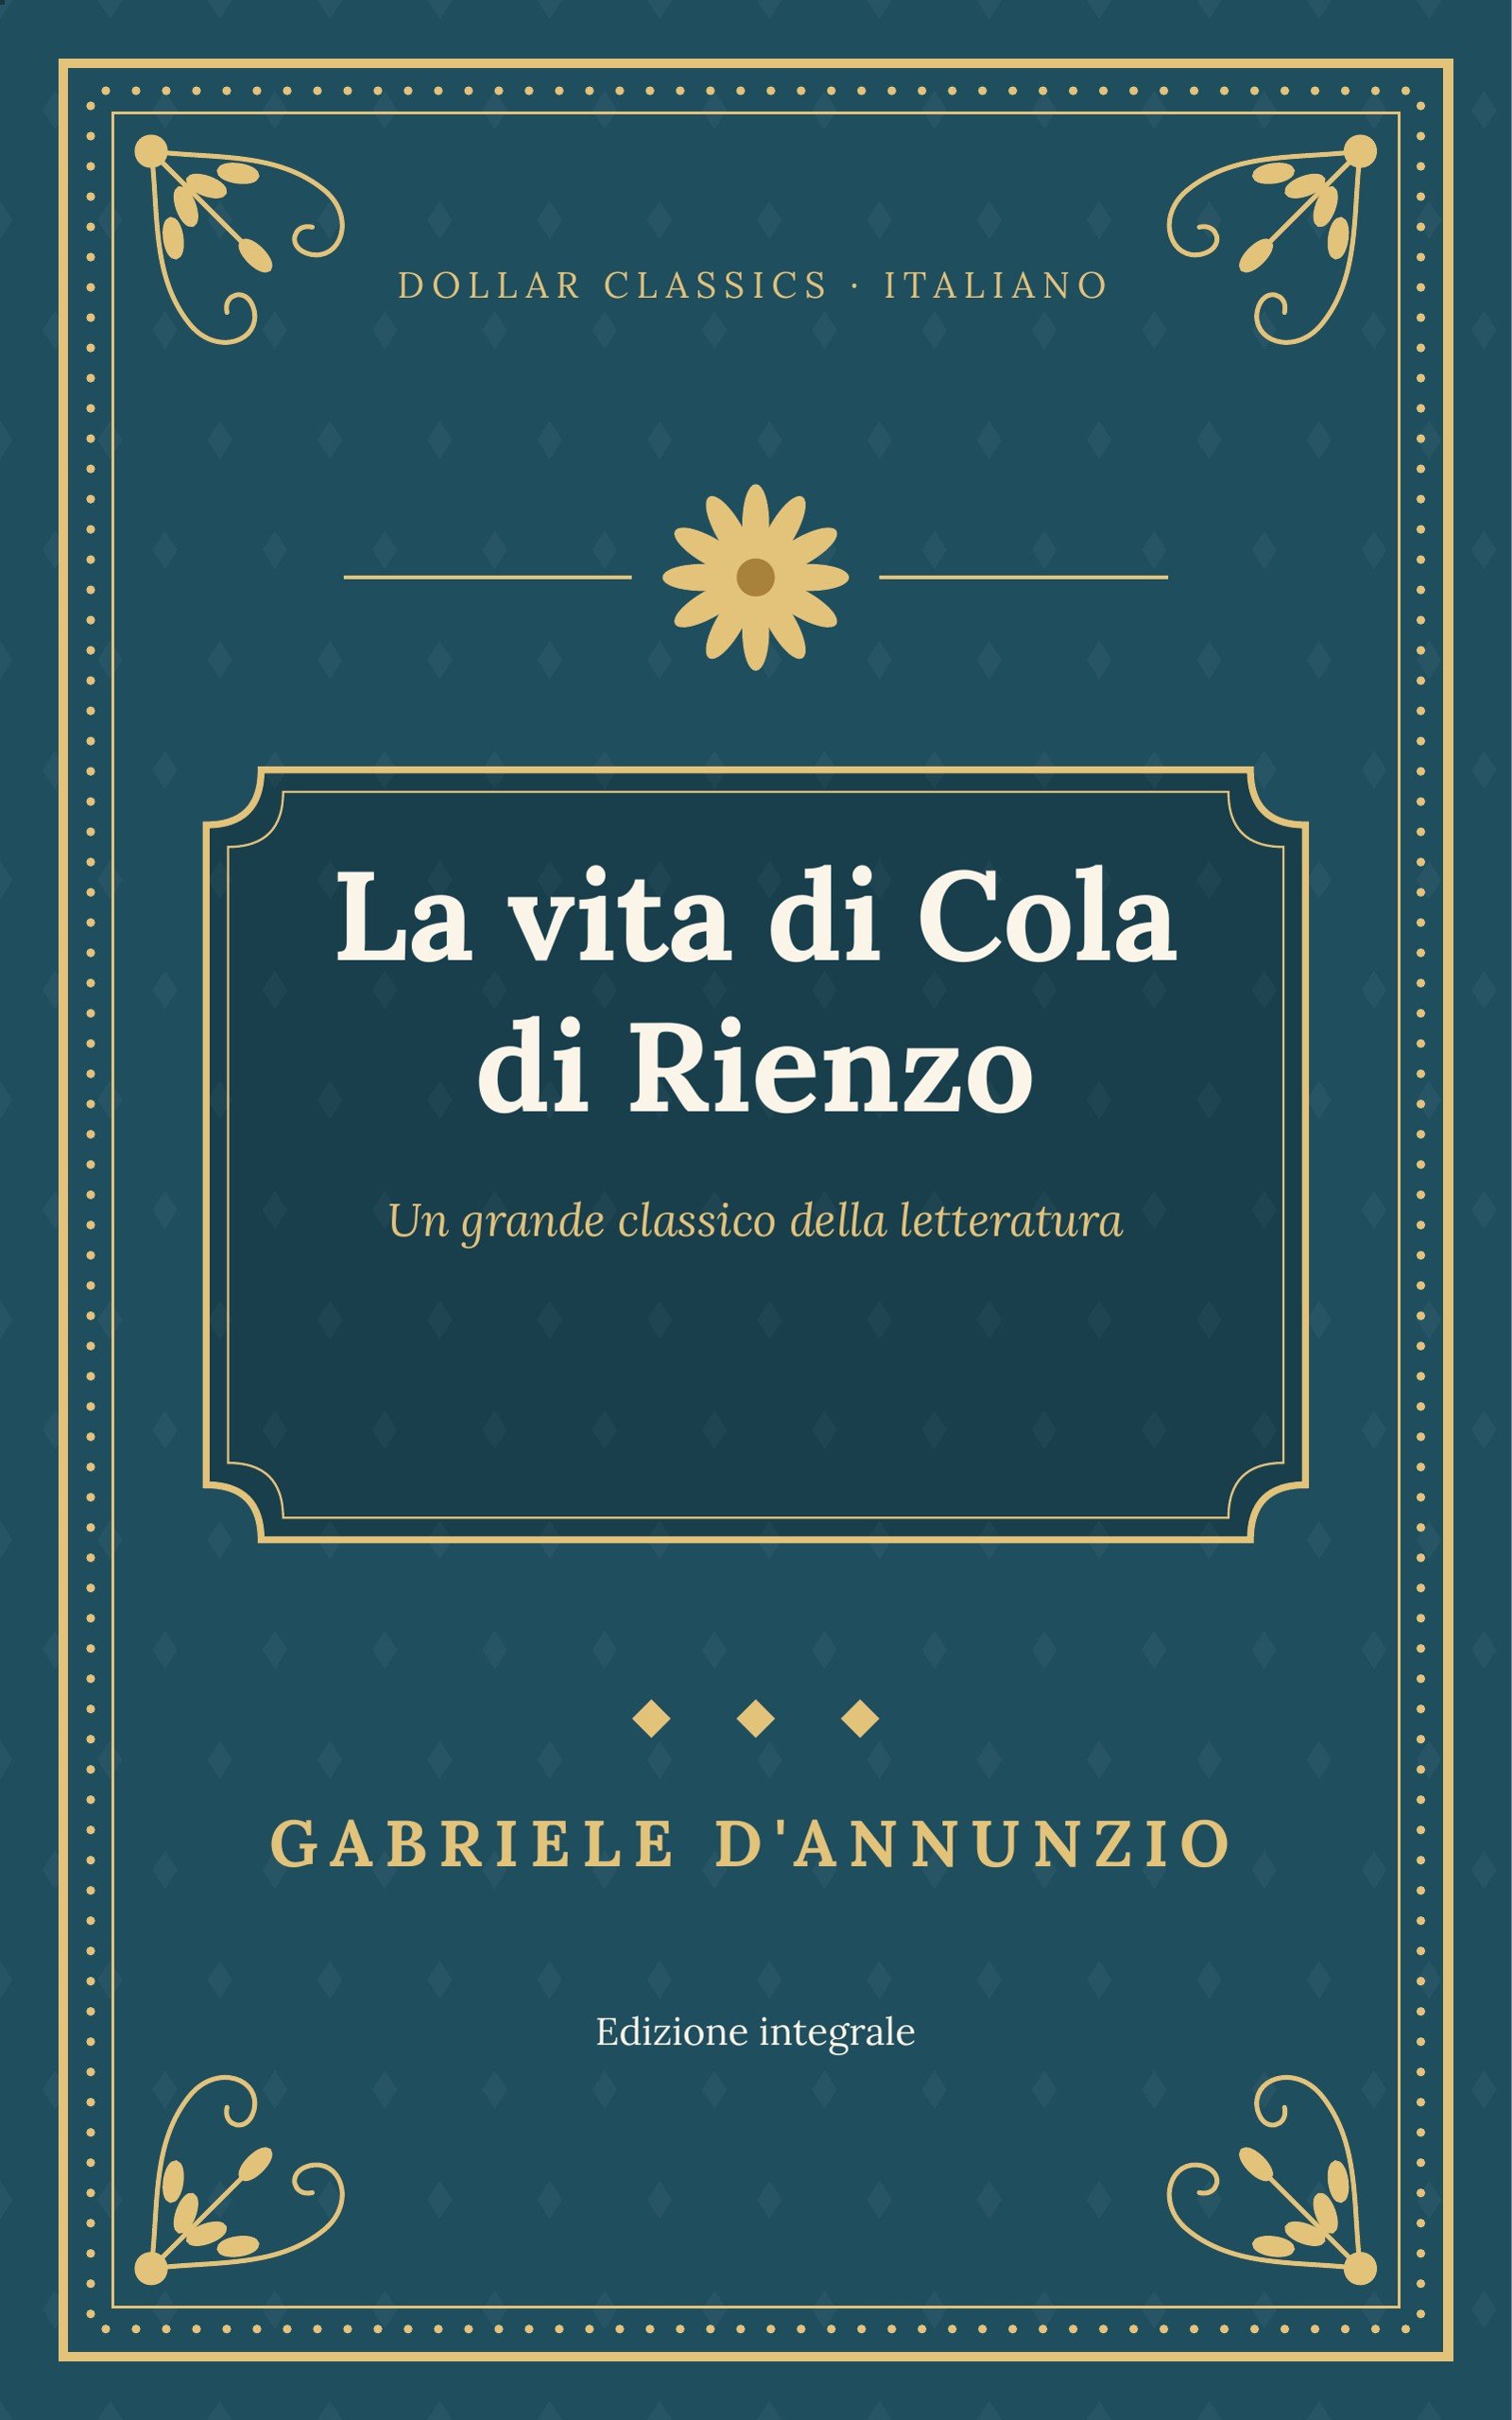 DOLLAR CLASSICS · ITALIANO
La vita di Cola
di Rienzo
Un grande classico della letteratura
GABRIELE D'ANNUNZIO
Edizione integrale